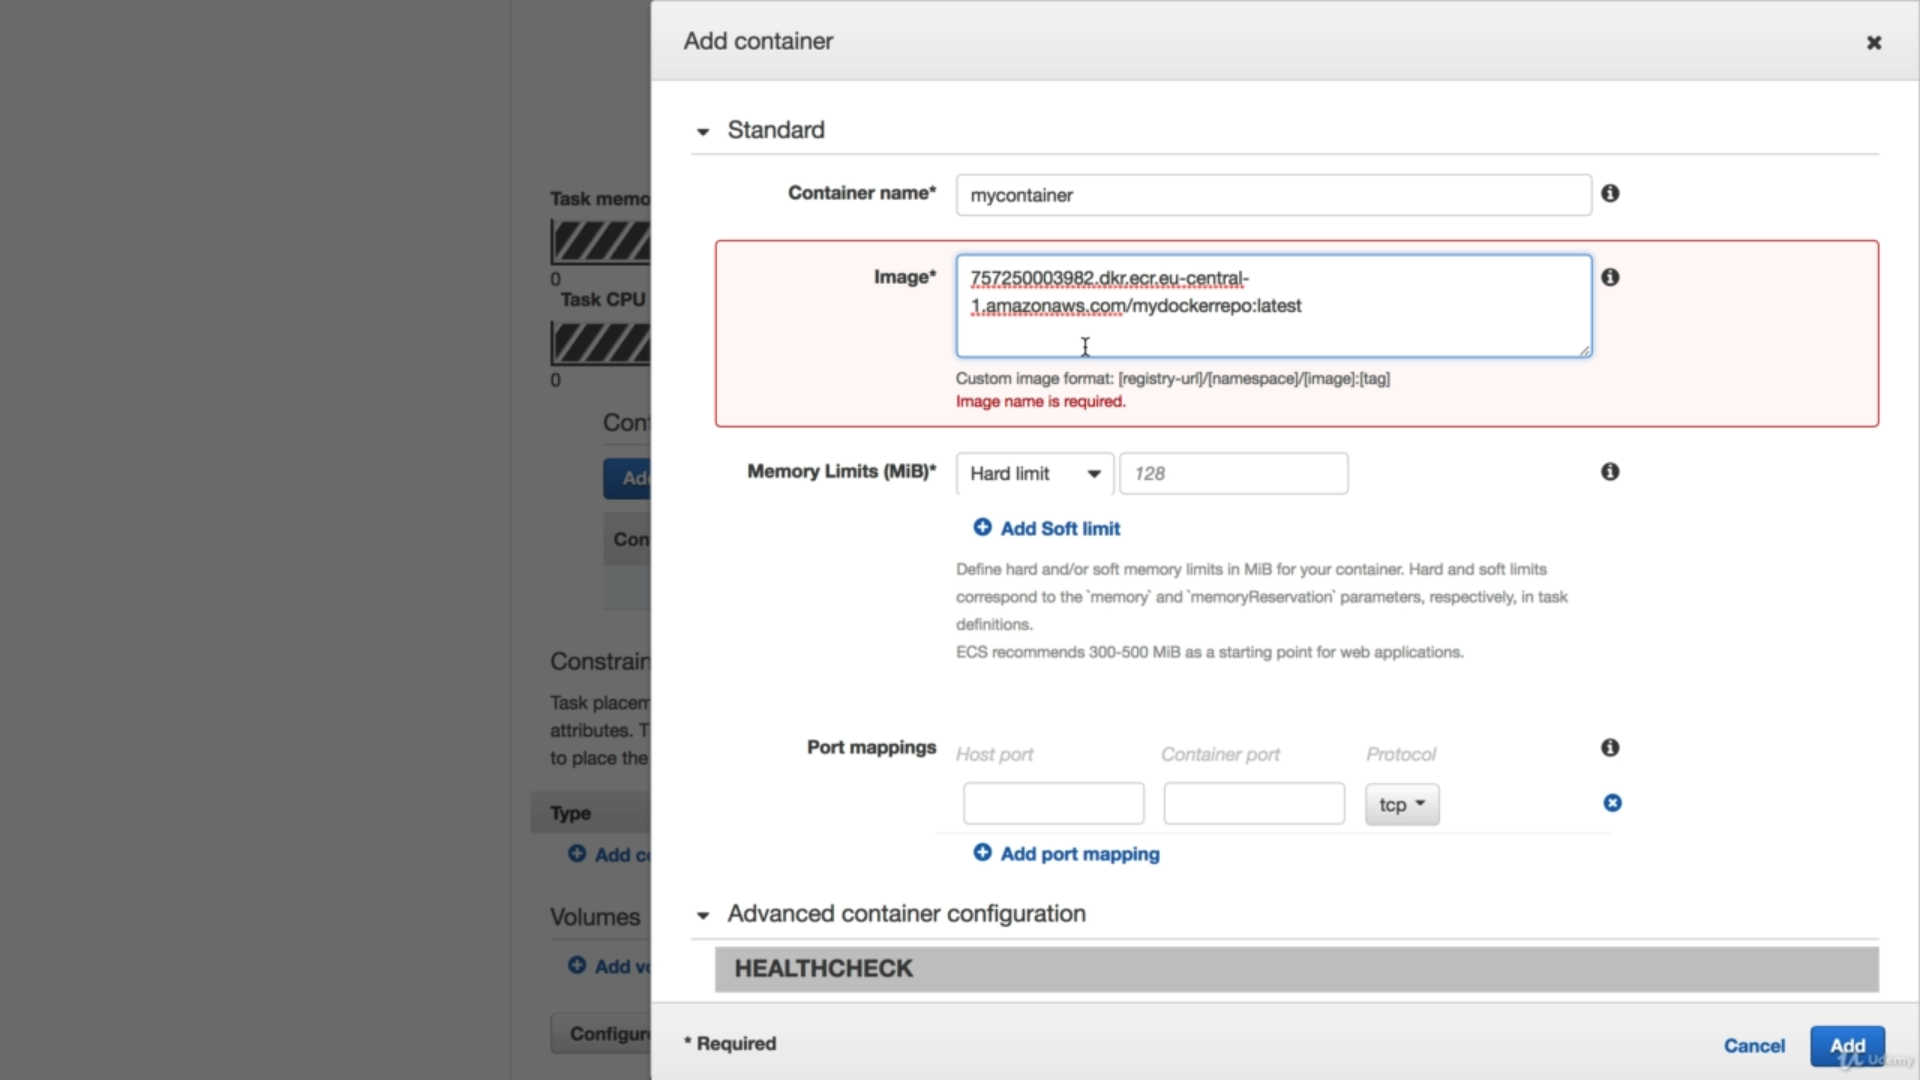 Add container
Standard
Container name*
mycontainer
Image*
757250003982.dkr.ecr.eu-central-
1.amazonaws.com/mydockerrepo:latest
Custom image format: [registry-url]/[namespace]/[image]:[tag]
Image name is required.
Memory Limits (MiB)*
Hard limit
128
Add Soft limit
Define hard and/or soft memory limits in MiB for your container. Hard and soft limits
correspond to the `memory` and `memoryReservation` parameters, respectively, in task
definitions.
ECS recommends 300-500 MiB as a starting point for web applications.
Port mappings
Host port
Container port
Protocol
tcp
Add port mapping
Advanced container configuration
HEALTHCHECK
* Required
Cancel
Add
Udemy
Task memo
0
Task CPU
0
Con
Ad
Con
Constrain
Task placem
attributes. T
to place the
Type
Add c
Volumes
Add v
Configur